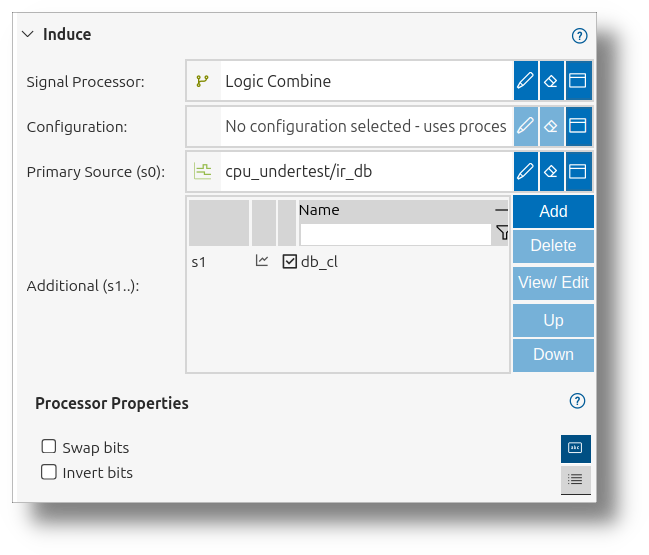 Induce
?
Signal Processor:
Logic Combine
Configuration:
No configuration selected - uses proces
Primary Source (s0):
cpu_undertest/ir_db
Additional (s1..):
Name
s1
db_cl
Add
Delete
View/ Edit
Up
Down
Processor Properties
?
Swap bits
abc
Invert bits